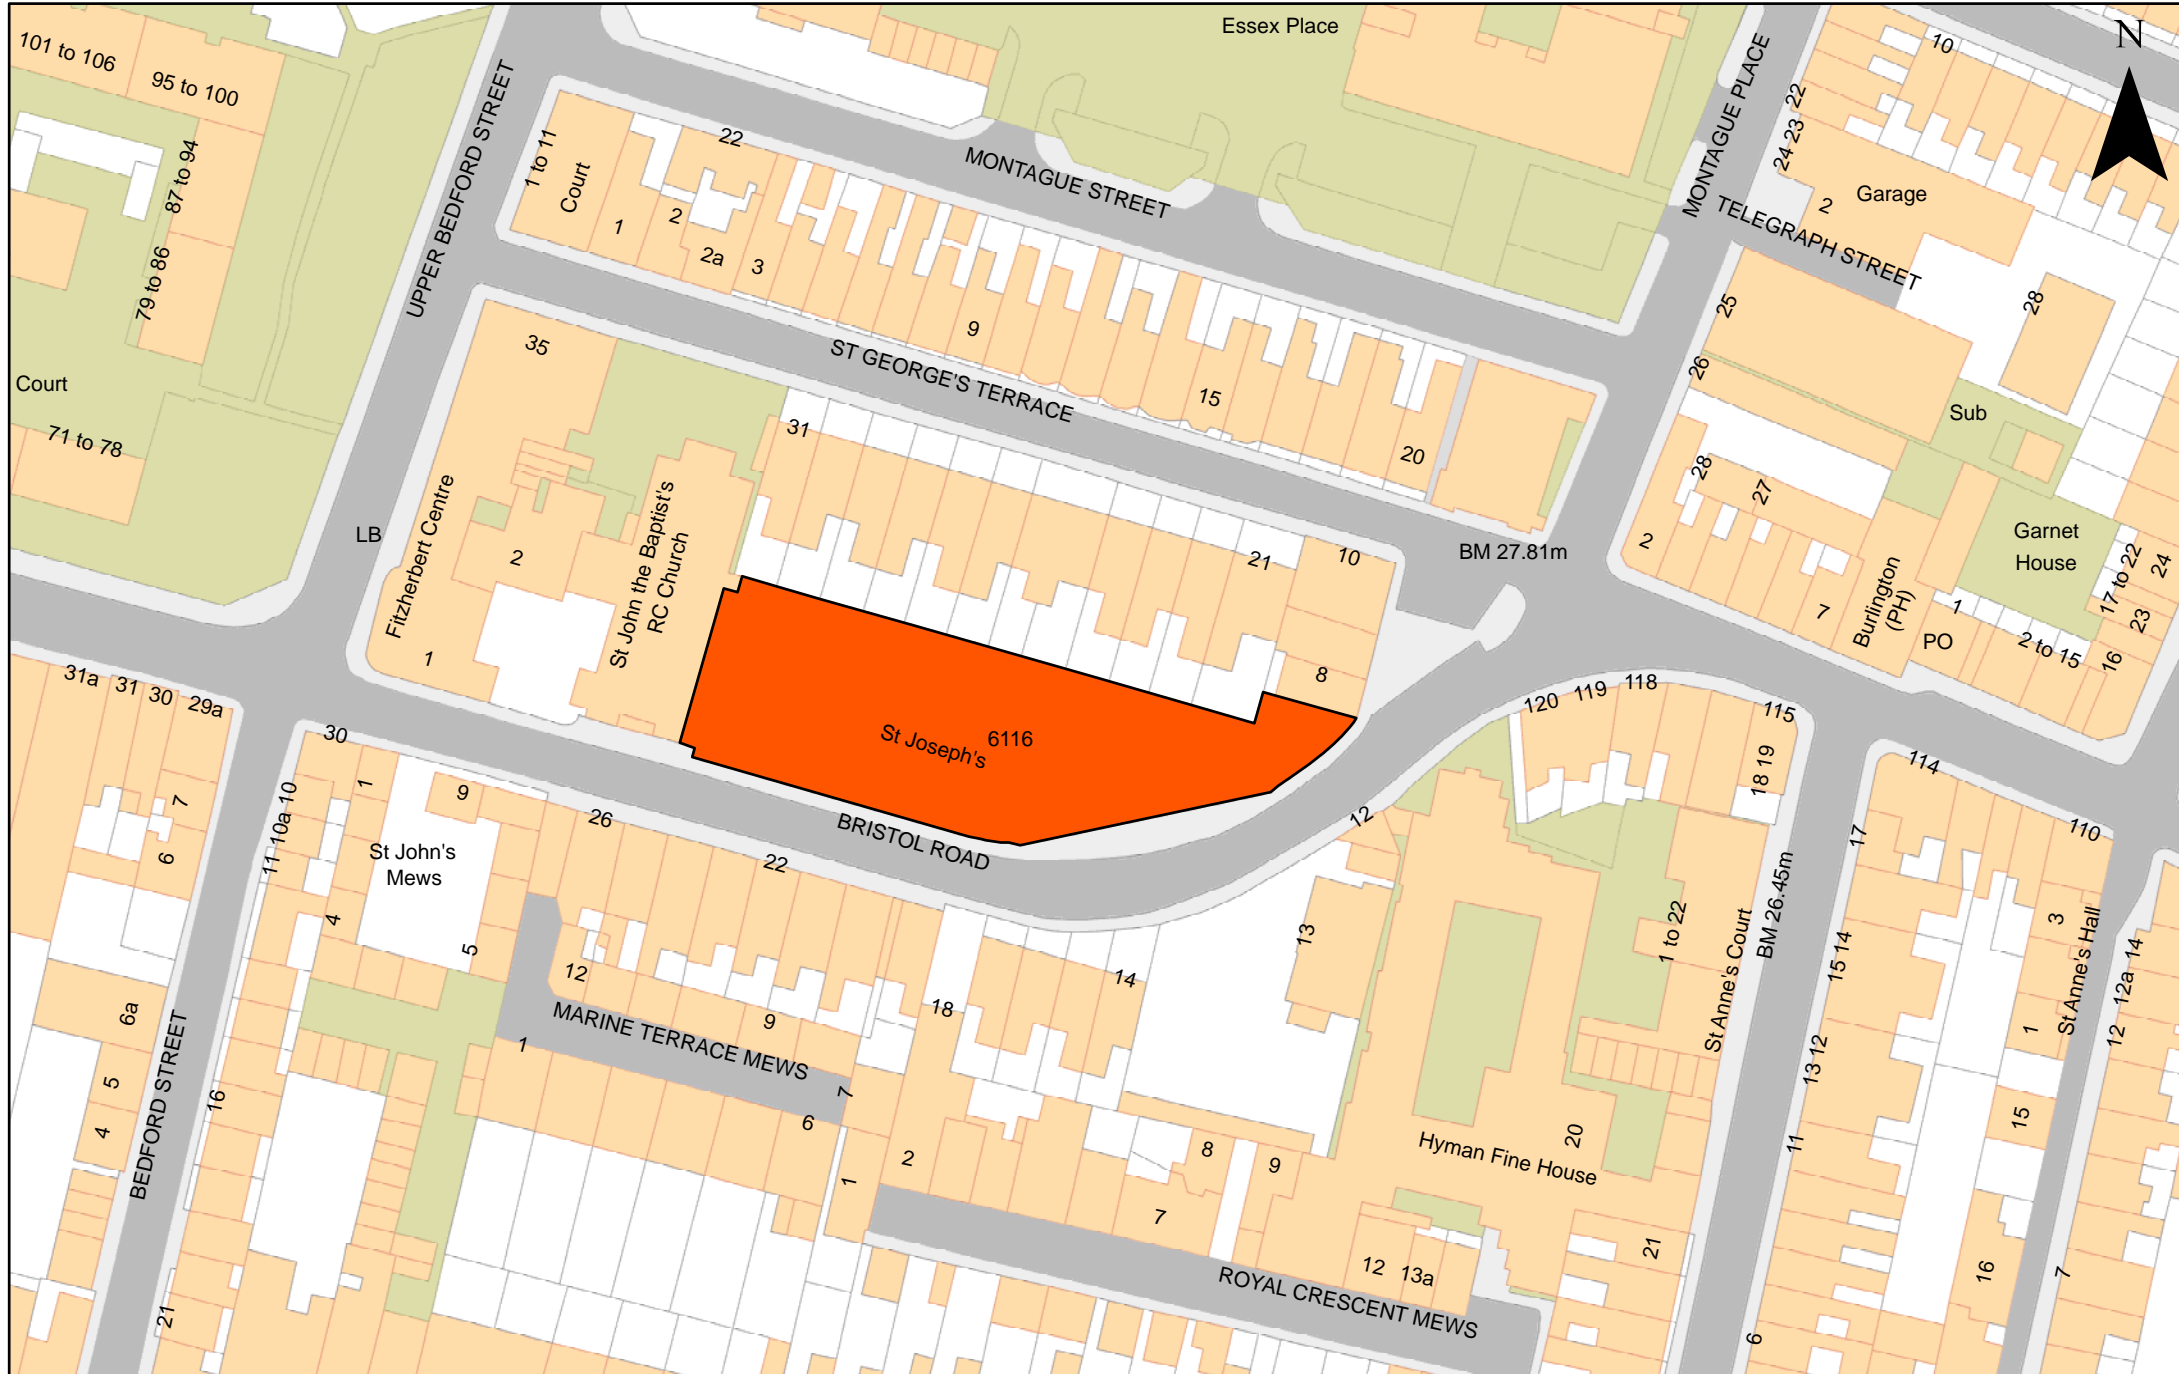 Essex Place
N
101 to 106
95 to 100
87 to 94
79 to 86
Court
71 to 78
UPPER BEDFORD STREET
1 to 11
Court
1
2
2a
3
22
9
15
20
MONTAGUE STREET
MONTAGUE PLACE
10
22
23
24
2
Garage
TELEGRAPH STREET
25
26
28
Sub
28
27
2
7
Burlington
(PH)
PO
1
2 to 15
Garnet
House
17 to 22
24
23
16
ST GEORGE'S TERRACE
35
31
21
10
8
BM 27.81m
LB
Fitzherbert Centre
2
1
St John the Baptist's
RC Church
St Joseph's
6116
BRISTOL ROAD
31a
31
30
29a
30
10
10a
11
1
9
St John's
Mews
4
5
7
6
6a
5
4
16
21
BEDFORD STREET
26
22
12
9
18
14
MARINE TERRACE MEWS
1
6
7
1
2
7
8
9
12
13a
ROYAL CRESCENT MEWS
12
13
120
119
118
115
18 19
1 to 22
St Anne's Court
BM 26.45m
Hyman Fine House
20
21
114
110
17
15 14
13 12
11
6
3
1
St Anne's Hall
15
16
14
12a
12
7